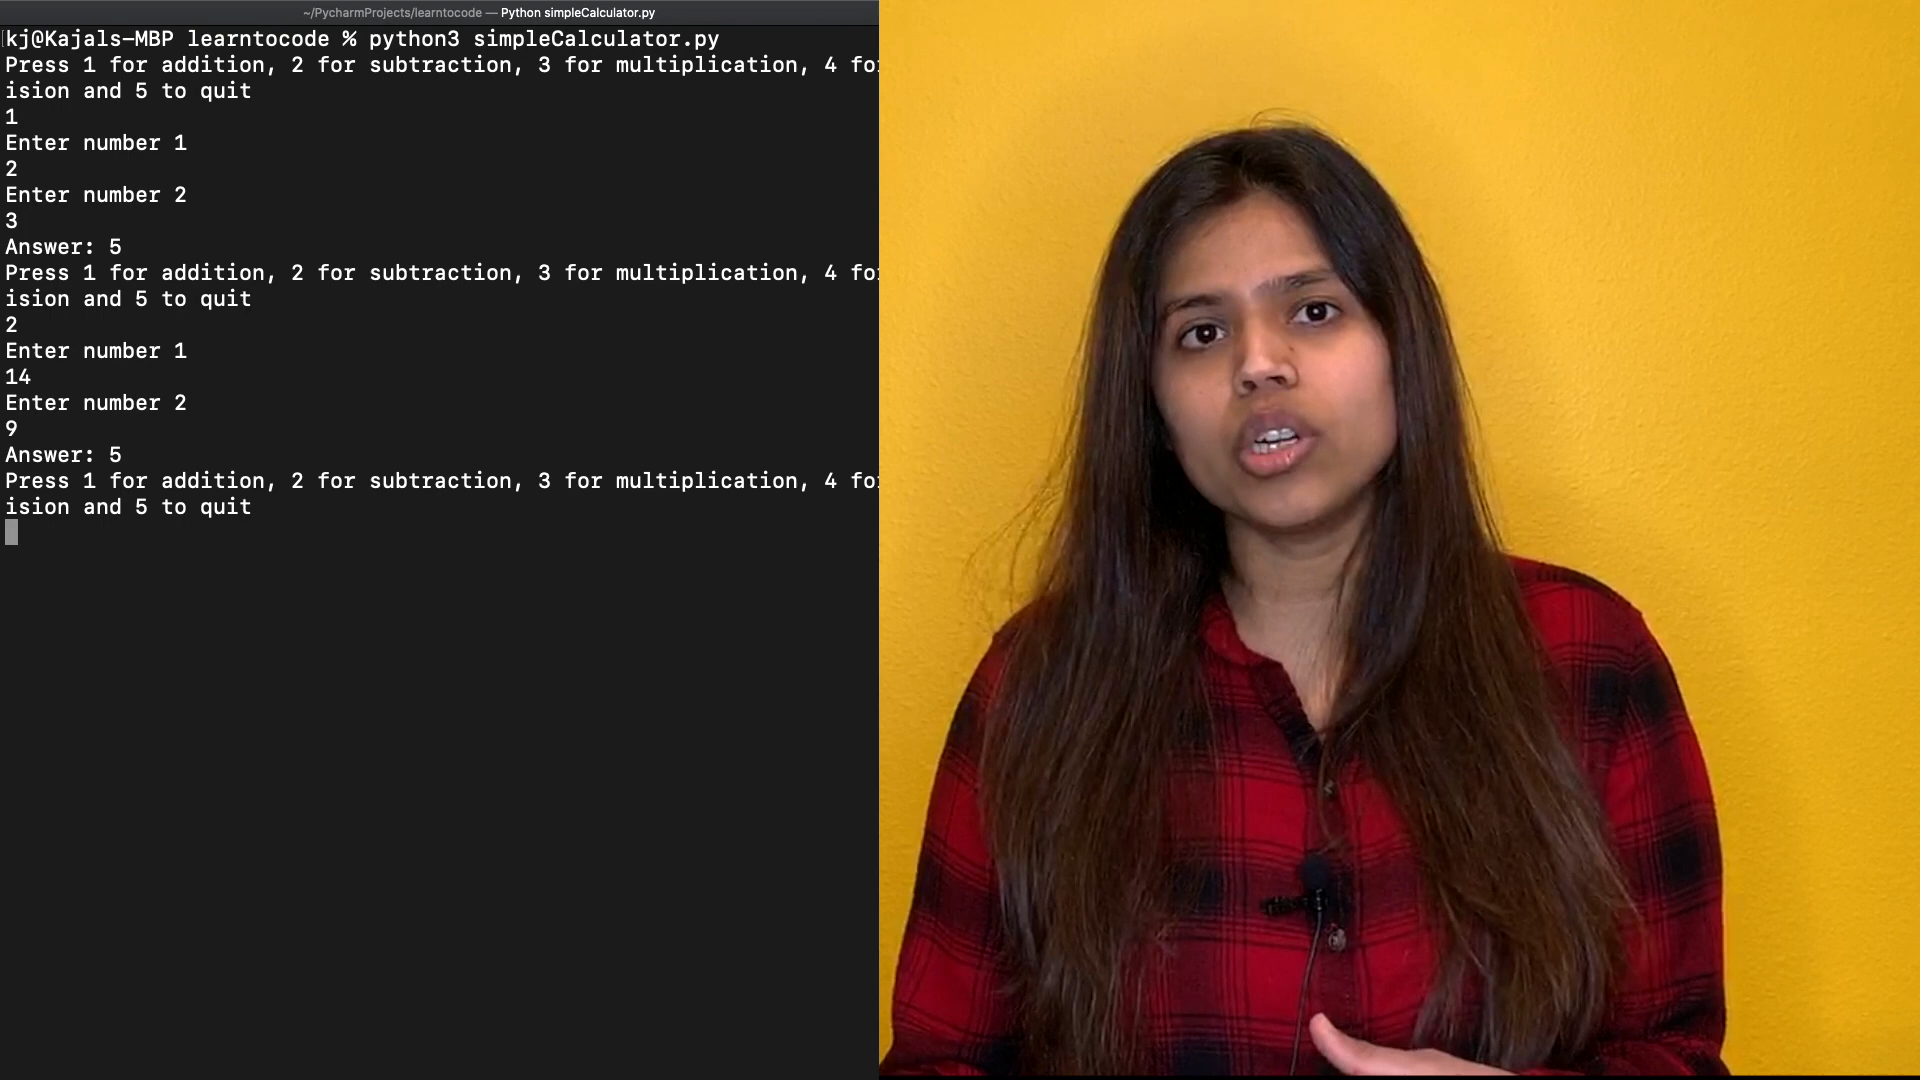 ~/PycharmProjects/learntocode — Python simpleCalculator.py
kj@Kajals-MBP learntocode % python3 simpleCalculator.py
Press 1 for addition, 2 for subtraction, 3 for multiplication, 4 fo
ision and 5 to quit
1
Enter number 1
2
Enter number 2
3
Answer: 5
Press 1 for addition, 2 for subtraction, 3 for multiplication, 4 fo
ision and 5 to quit
2
Enter number 1
14
Enter number 2
9
Answer: 5
Press 1 for addition, 2 for subtraction, 3 for multiplication, 4 fo
ision and 5 to quit